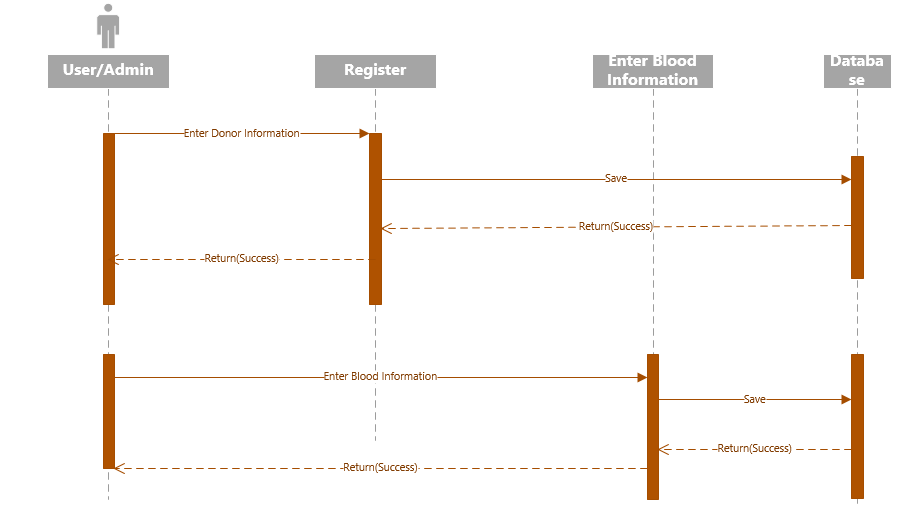 User/Admin
Register
Enter Blood
Information
Databa
se
Enter Donor Information
Save
Return(Success)
Return(Success)
Enter Blood Information
Save
Return(Success)
Return(Success)